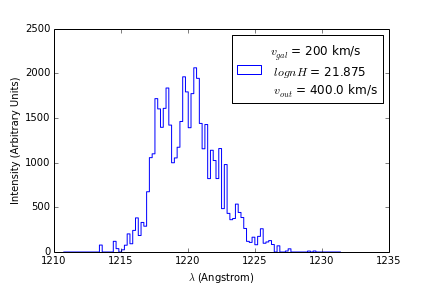 2500
2000
1500
1000
500
0
Intensity (Arbitrary Units)
v_gal = 200 km/s
lognH = 21.875
v_out = 400.0 km/s
1210 1215 1220 1225 1230 1235
λ (Angstrom)